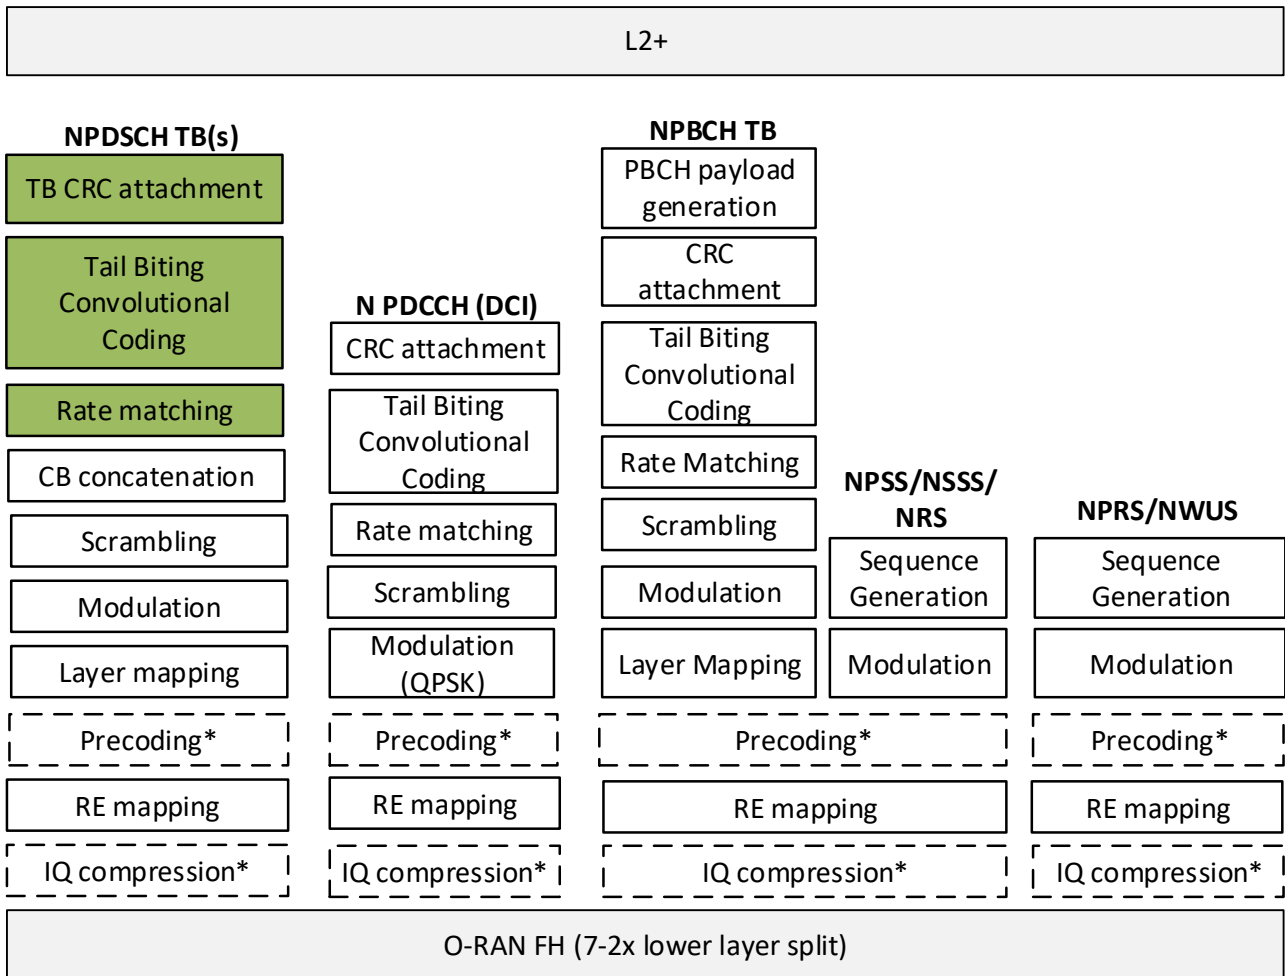 L2+
NPDSCH TB(s)
TB CRC attachment
Tail Biting
Convolutional
Coding
Rate matching
CB concatenation
Scrambling
Modulation
Layer mapping
Precoding*
RE mapping
IQ compression*
N PDCCH (DCI)
CRC attachment
Tail Biting
Convolutional
Coding
Rate matching
Scrambling
Modulation
(QPSK)
Precoding*
RE mapping
IQ compression*
NPBCH TB
PBCH payload
generation
CRC
attachment
Tail Biting
Convolutional
Coding
Rate Matching
Scrambling
Modulation
Layer Mapping
NPSS/NSSS/
NRS
Sequence
Generation
Modulation
Precoding*
RE mapping
IQ compression*
NPRS/NWUS
Sequence
Generation
Modulation
Precoding*
RE mapping
IQ compression*
O-RAN FH (7-2x lower layer split)